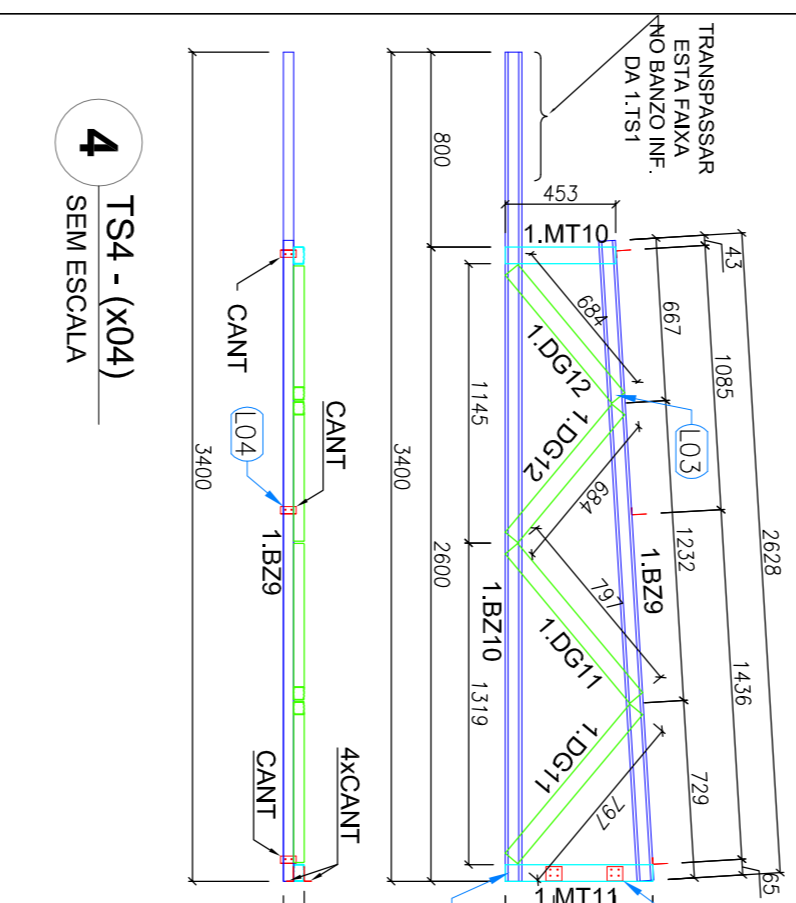 TRANSPASSAR
ESTA FAIXA
NO BANZO INF.
DA 1.TS1
4
TS4 - (x04)
SEM ESCALA
3400
CANT
L04
CANT
1.BZ9
CANT
4xCANT
800
2600
3400
453
1.MT10
1145
1319
684
1.DG12
1.DG12
684
1.BZ10
797
1.DG11
1.DG11
797
L03
1.BZ9
43
667
1085
1232
2628
1436
729
65
1.MT11